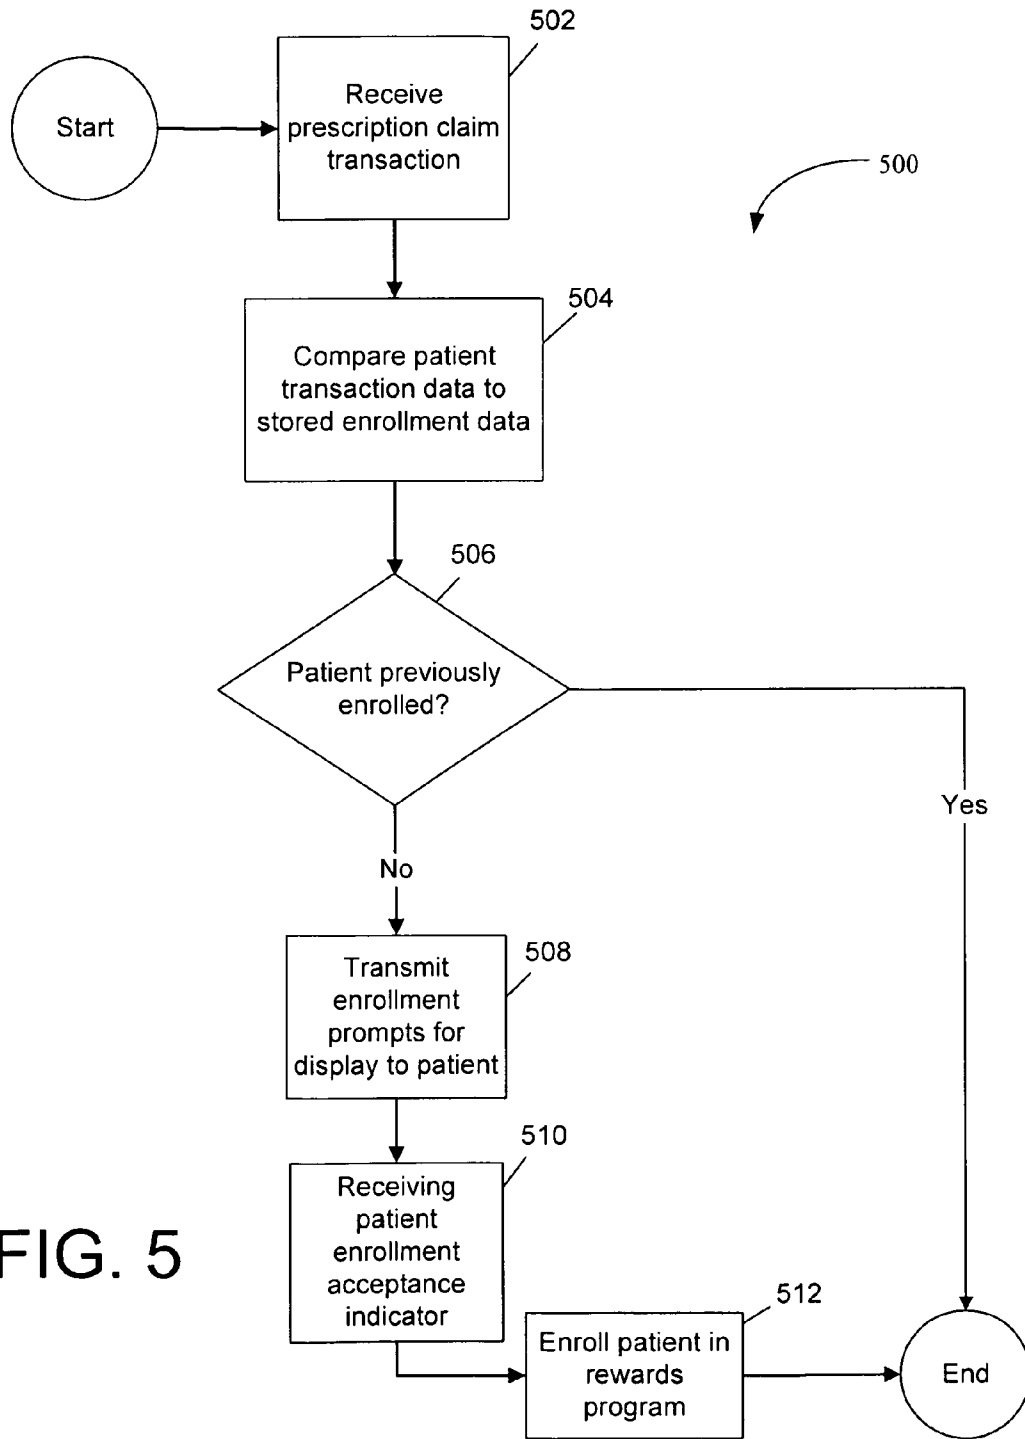 502
Start
Receive
prescription claim
transaction
500
504
Compare patient
transaction data to
stored enrollment data
506
Patient previously
enrolled?
Yes
No
508
Transmit
enrollment
prompts for
display to patient
510
Receiving
patient
enrollment
acceptance
indicator
FIG. 5
512
Enroll patient in
rewards
program
End